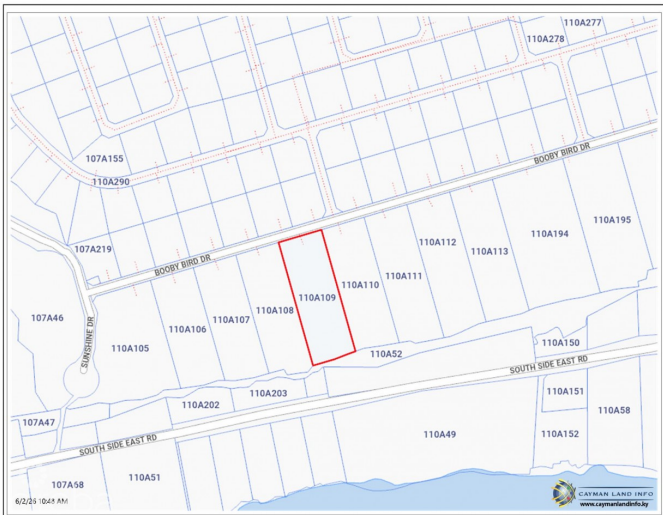 110A277
110A278
107A155
110A290
BOOBY BIRD DR
107A219
110A195
110A194
110A112
110A113
110A111
110A110
BOOBY BIRD DR
110A109
110A108
110A107
110A106
110A105
107A46
SUNSHINE DR
110A52
110A150
SOUTH SIDE EAST RD
110A203
110A202
110A151
110A58
107A47
110A49
110A152
SOUTH SIDE EAST RD
110A51
107A58
6/2/26 10:48 AM
CAYMAN LAND INFO
www.caymanlandinfo.ky